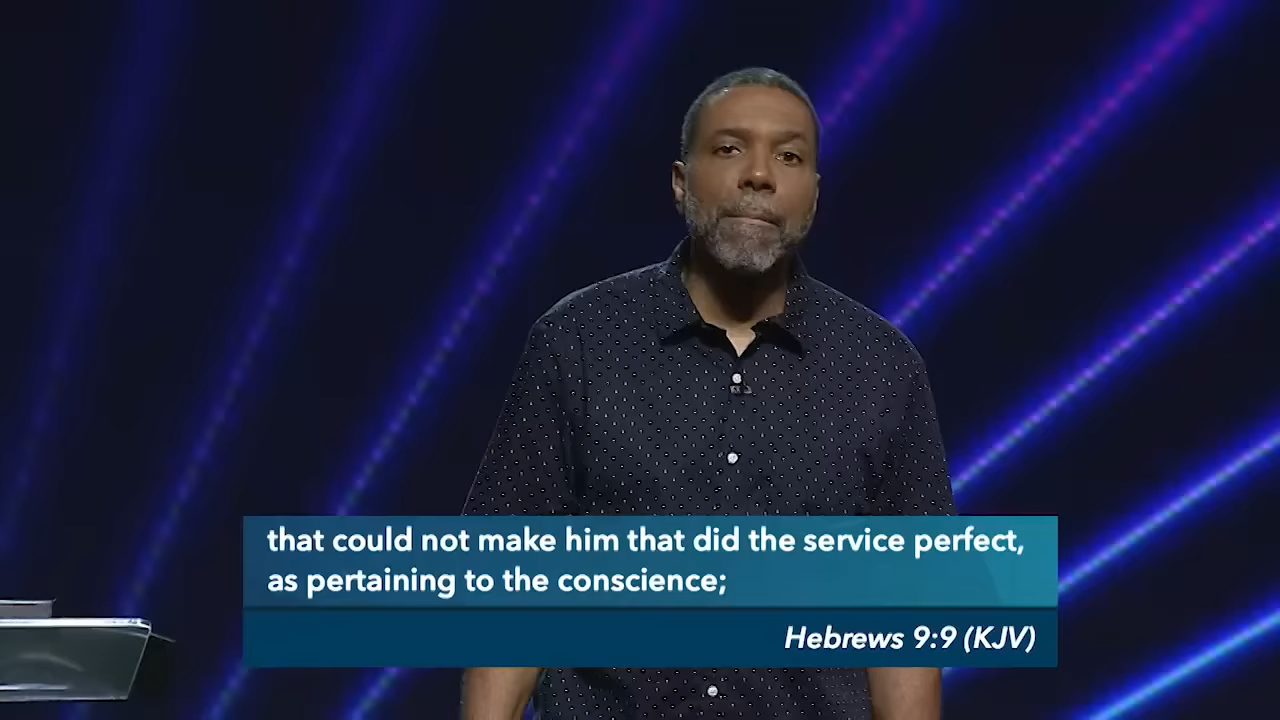 that could not make him that did the service perfect,
as pertaining to the conscience;
Hebrews 9:9 (KJV)